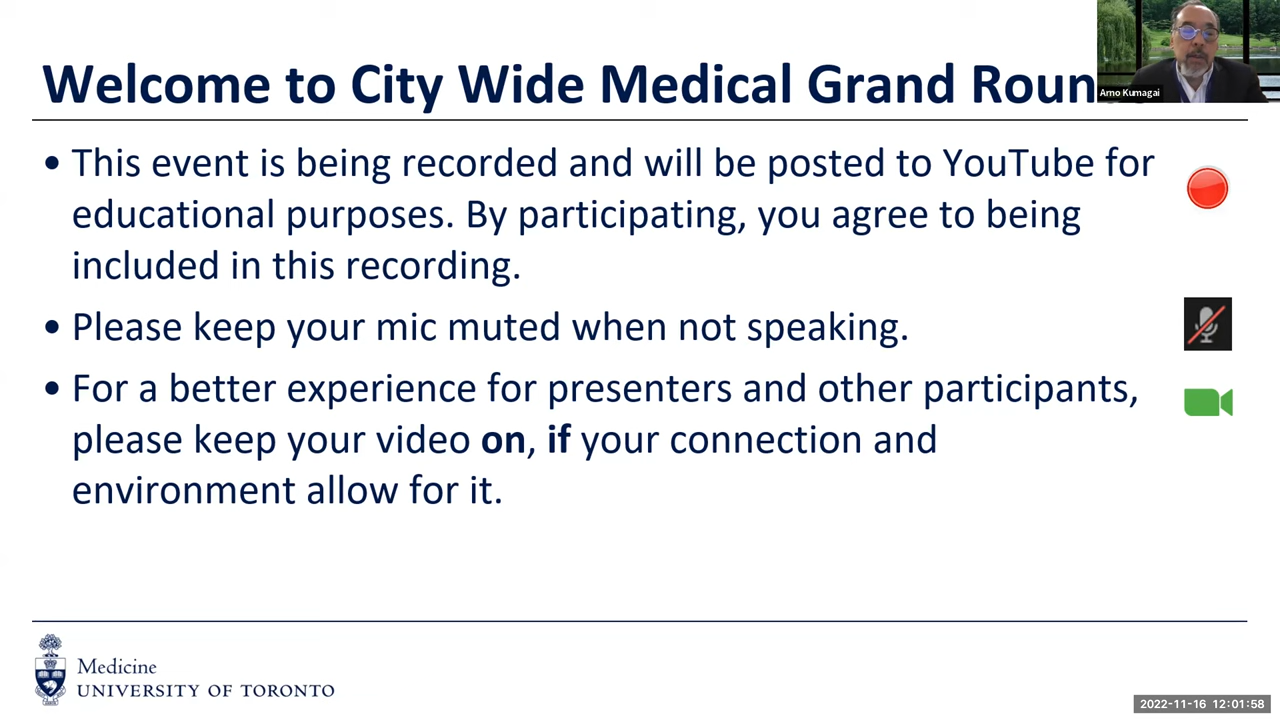 Welcome to City Wide Medical Grand Roun
Arno Kumagai
• This event is being recorded and will be posted to YouTube for
educational purposes. By participating, you agree to being
included in this recording.
• Please keep your mic muted when not speaking.
• For a better experience for presenters and other participants,
please keep your video on, if your connection and
environment allow for it.
Medicine
UNIVERSITY OF TORONTO
2022-11-16 12:01:58